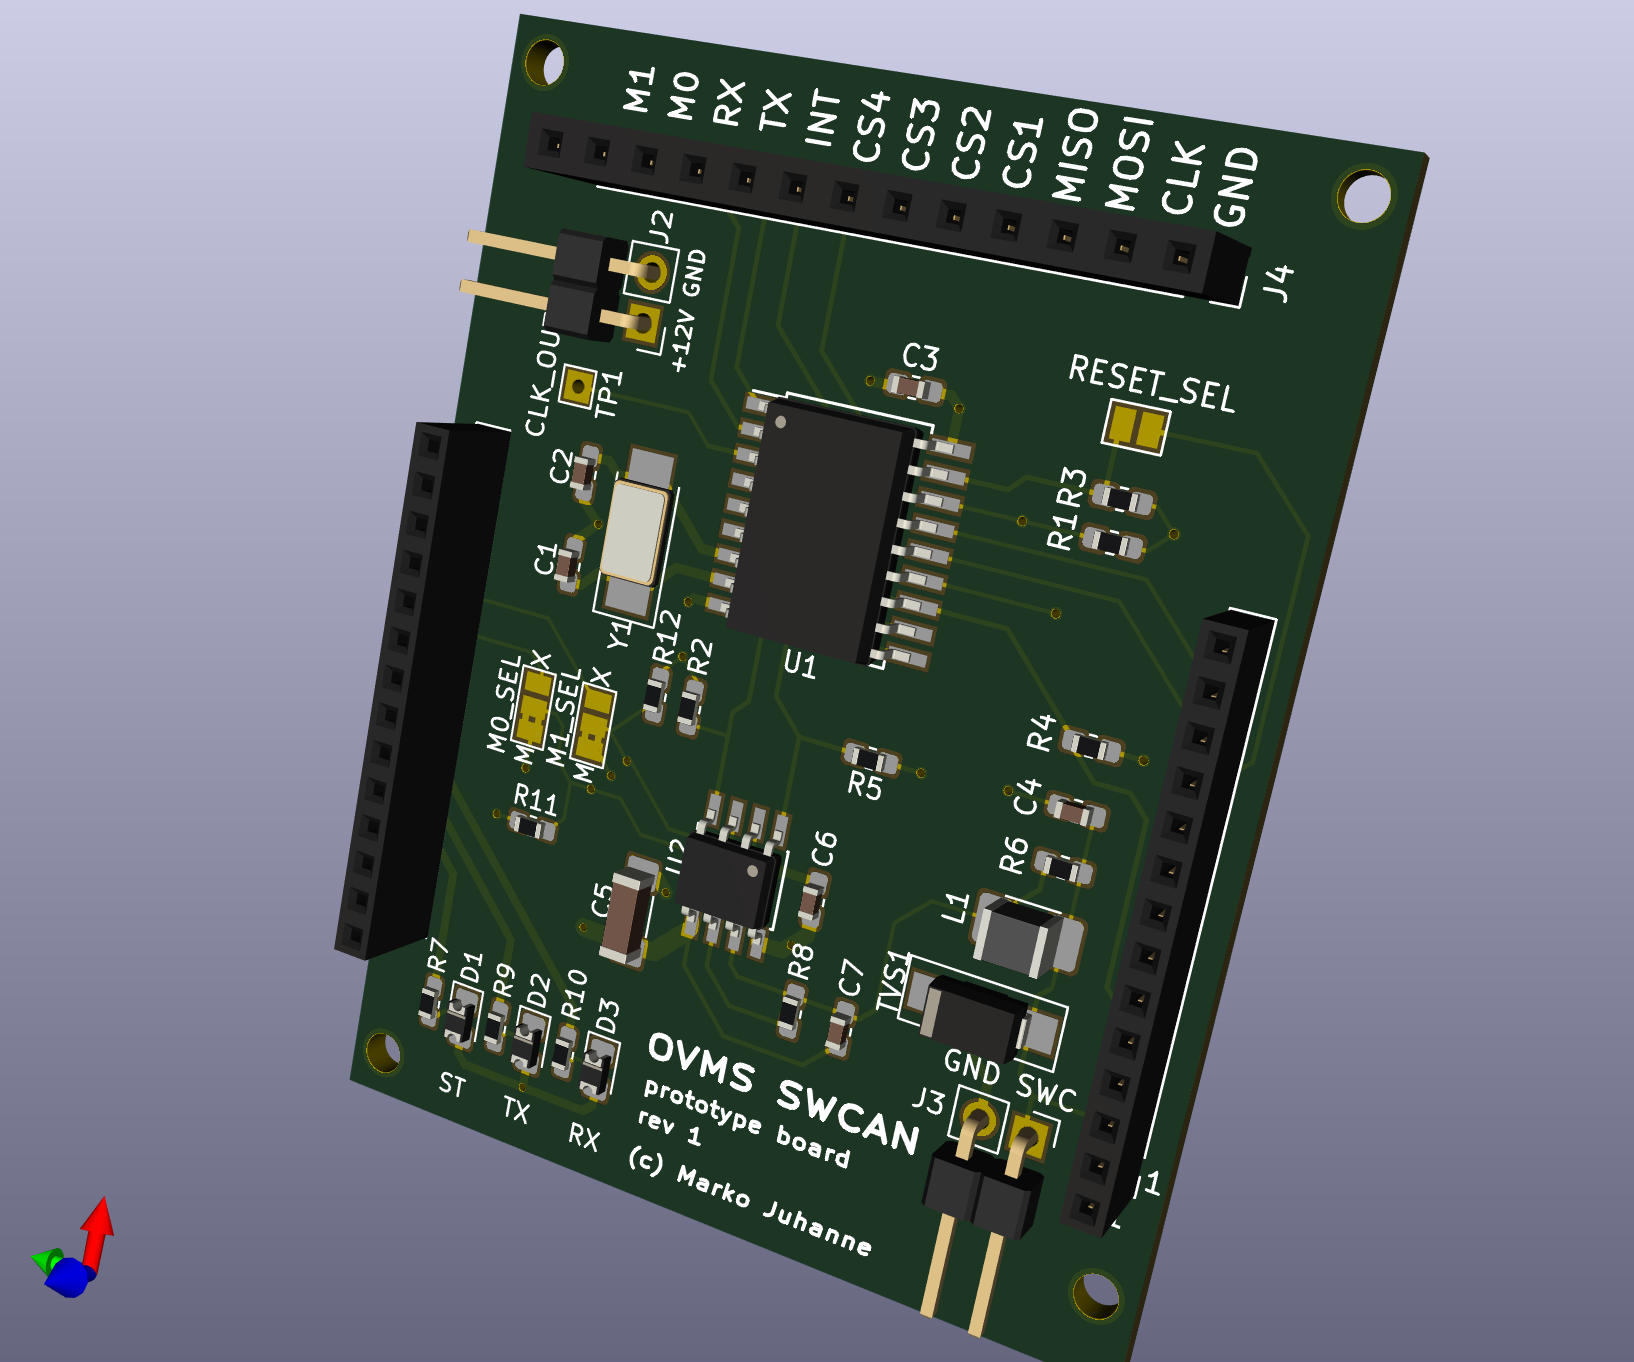 M1
M0
RX
TX
INT
CS4
CS3
CS2
CS1
MISO
MOSI
CLK
GND
J4
J2
GND
+12V
CLK_OU
TP1
C3
RESET_SEL
C2
C1
Y1
R3
R1
U1
R12
R2
M0_SEL
X
M
M1_SEL
X
M
R11
R5
R4
C4
R6
U2
C5
C6
L1
TVS1
R8
C7
R7
D1
R9
D2
R10
D3
ST
TX
RX
OVMS SWCAN
prototype board
rev 1
(c) Marko Juhanne
GND
SWC
J3